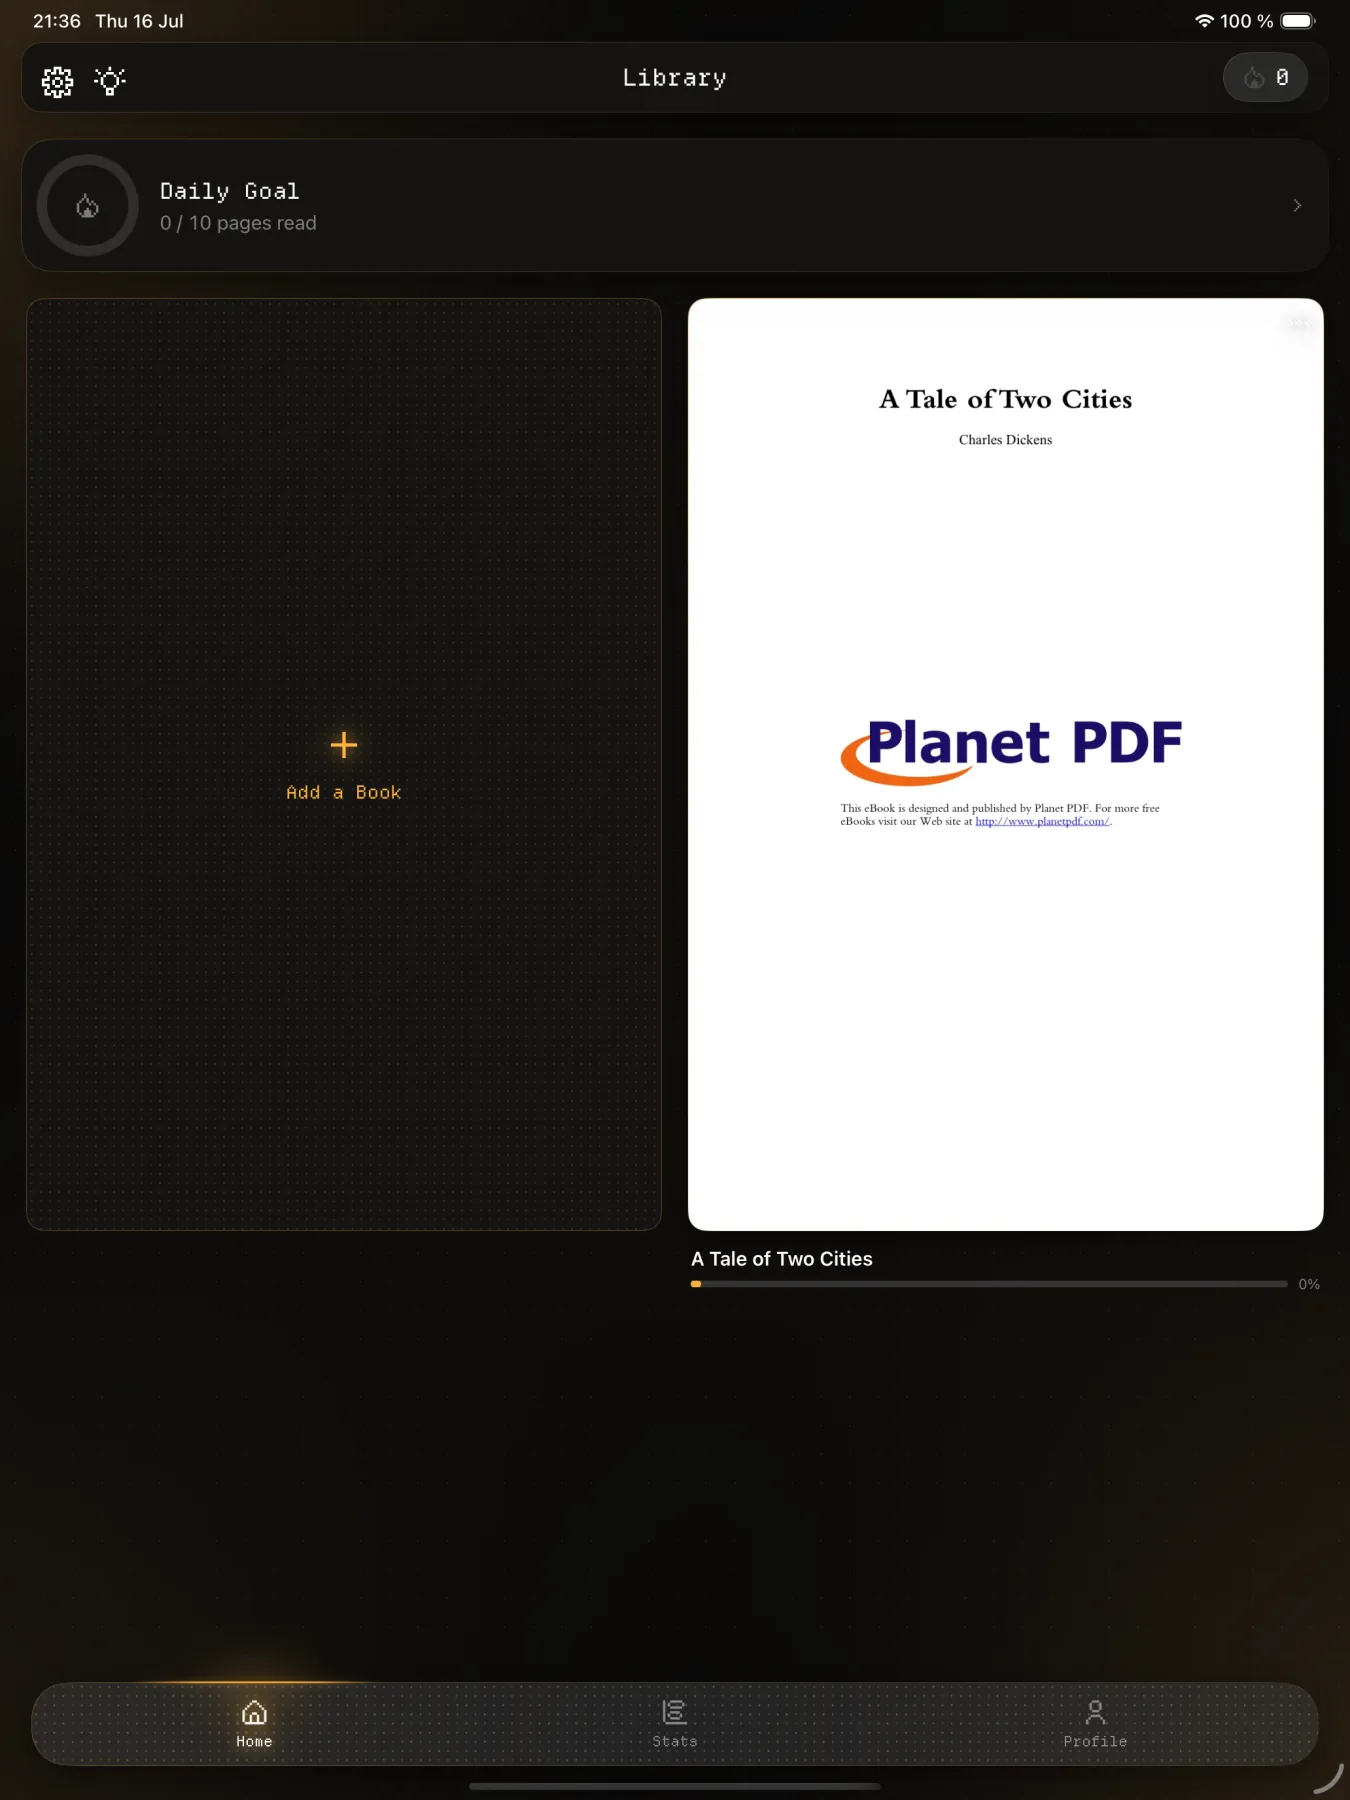 21:36 Thu 16 Jul
100 %
Library
0
Daily Goal
0 / 10 pages read
Add a Book
A Tale of Two Cities
Charles Dickens
Planet PDF
This eBook is designed and published by Planet PDF. For more free
eBooks visit our Web site at http://www.planetpdf.com/.
A Tale of Two Cities
0%
Home
Stats
Profile